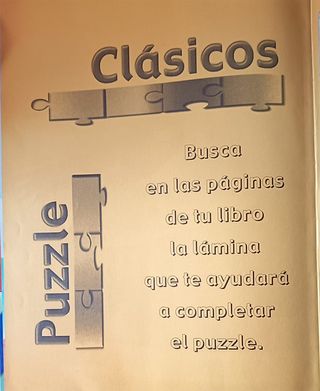 Clásicos
Puzzle
Busca
en las páginas
de tu libro
la lámina
que te ayudará
a completar
el puzzle.